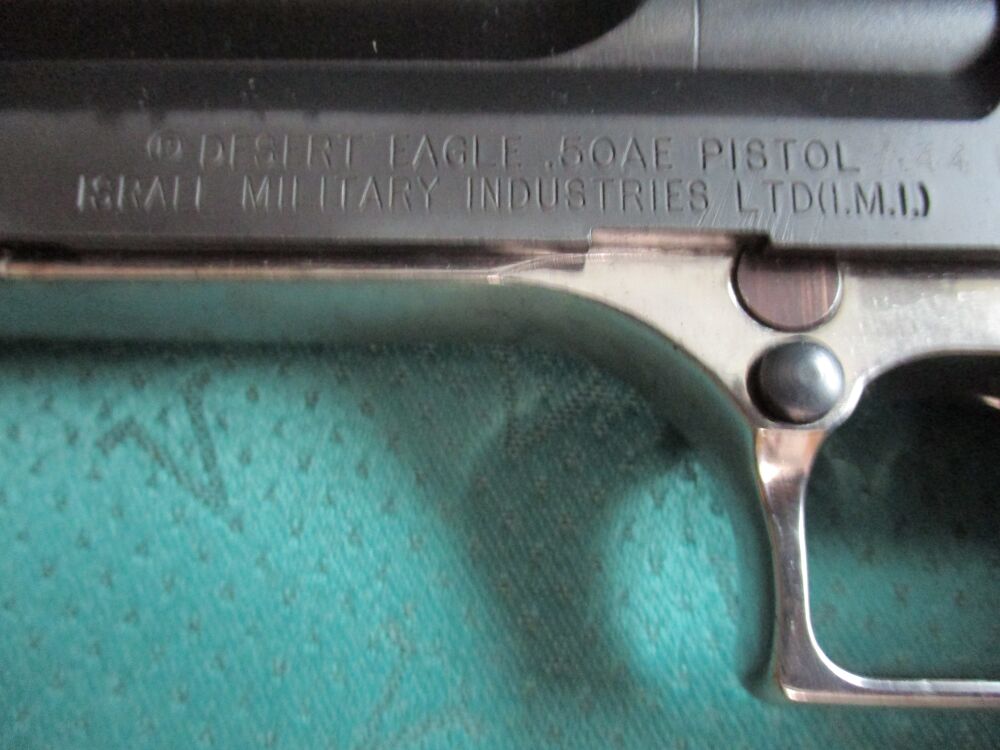 DESERT EAGLE .50AE PISTOL
ISRAEL MILITARY INDUSTRIES LTD(I.M.I.)